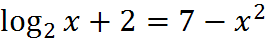 log₂ x + 2 = 7 − x²